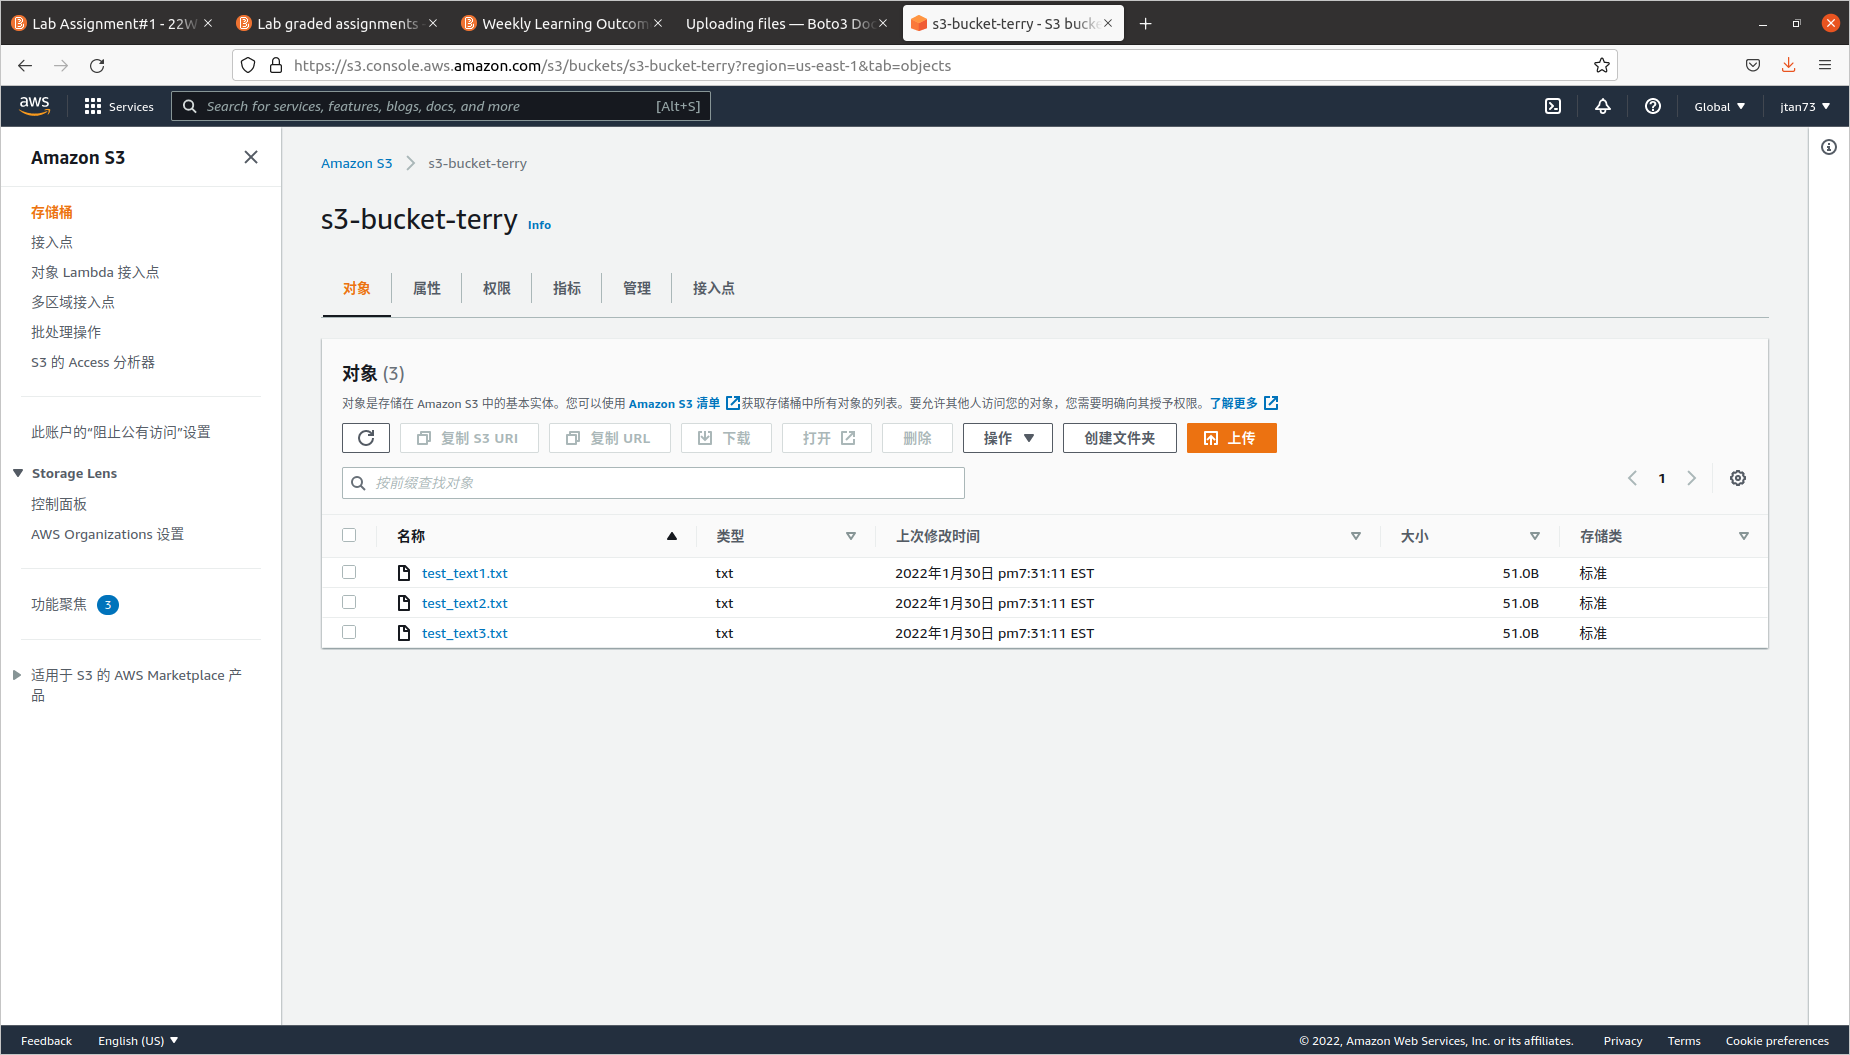 Lab Assignment#1 - 22W
Lab graded assignments -
Weekly Learning Outcom
Uploading files — Boto3 Doc
s3-bucket-terry - S3 bucke
https://s3.console.aws.amazon.com/s3/buckets/s3-bucket-terry?region=us-east-1&tab=objects
aws
Services
Search for services, features, blogs, docs, and more
[Alt+S]
Global
jtan73
Amazon S3
存储桶
接入点
对象 Lambda 接入点
多区域接入点
批处理操作
S3 的 Access 分析器
此账户的“阻止公有访问”设置
Storage Lens
控制面板
AWS Organizations 设置
功能聚焦 3
适用于 S3 的 AWS Marketplace 产
品
Amazon S3
s3-bucket-terry
s3-bucket-terry Info
对象
属性
权限
指标
管理
接入点
对象 (3)
对象是存储在 Amazon S3 中的基本实体。您可以使用 Amazon S3 清单 获取存储桶中所有对象的列表。要允许其他人访问您的对象，您需要明确向其授予权限。了解更多
复制 S3 URI
复制 URL
下载
打开
删除
操作
创建文件夹
上传
按前缀查找对象
1
名称 类型 上次修改时间 大小 存储类
test_text1.txt txt 2022年1月30日 pm7:31:11 EST 51.0B 标准
test_text2.txt txt 2022年1月30日 pm7:31:11 EST 51.0B 标准
test_text3.txt txt 2022年1月30日 pm7:31:11 EST 51.0B 标准
Feedback
English (US)
© 2022, Amazon Web Services, Inc. or its affiliates.
Privacy
Terms
Cookie preferences